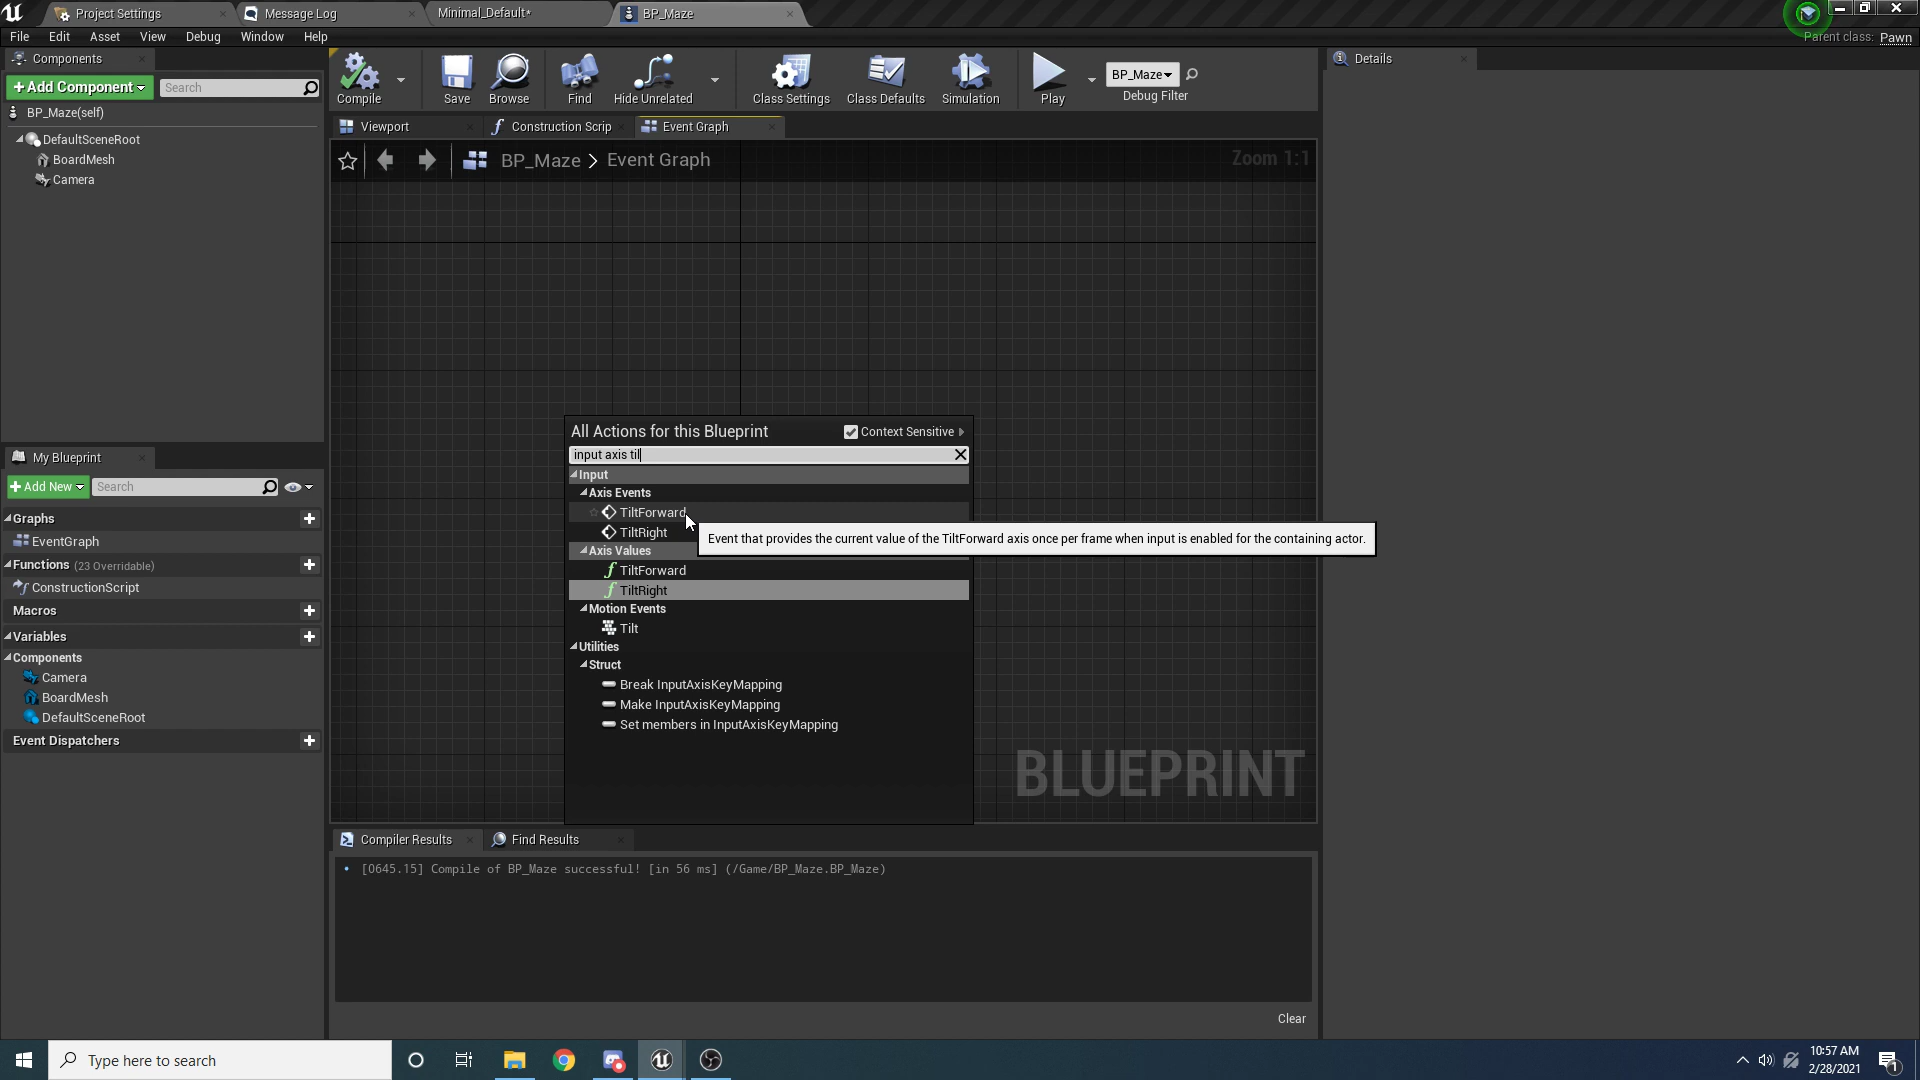 Project Settings
Message Log
Minimal_Default*
BP_Maze
File Edit Asset View Debug Window Help
Parent class: Pawn
Components
+ Add Component
Search
BP_Maze(self)
DefaultSceneRoot
BoardMesh
Camera
Compile
Save
Browse
Find
Hide Unrelated
Class Settings
Class Defaults
Simulation
Play
BP_Maze
Debug Filter
Details
Viewport
Construction Scrip
Event Graph
BP_Maze > Event Graph
Zoom 1:1
All Actions for this Blueprint
Context Sensitive
input axis til
Input
Axis Events
TiltForward
TiltRight
Event that provides the current value of the TiltForward axis once per frame when input is enabled for the containing actor.
Axis Values
TiltForward
TiltRight
Motion Events
Tilt
Utilities
Struct
Break InputAxisKeyMapping
Make InputAxisKeyMapping
Set members in InputAxisKeyMapping
BLUEPRINT
My Blueprint
+ Add New
Search
Graphs
EventGraph
Functions (23 Overridable)
ConstructionScript
Macros
Variables
Components
Camera
BoardMesh
DefaultSceneRoot
Event Dispatchers
Compiler Results
Find Results
[0645.15] Compile of BP_Maze successful! [in 56 ms] (/Game/BP_Maze.BP_Maze)
Clear
Type here to search
10:57 AM
2/28/2021
1